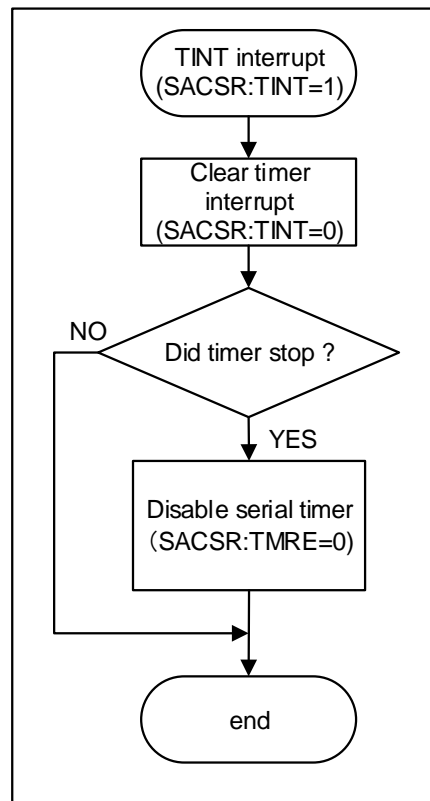 TINT interrupt
(SACSR:TINT=1)
Clear timer
interrupt
(SACSR:TINT=0)
Did timer stop ?
NO
YES
Disable serial timer
（SACSR:TMRE=0)
end